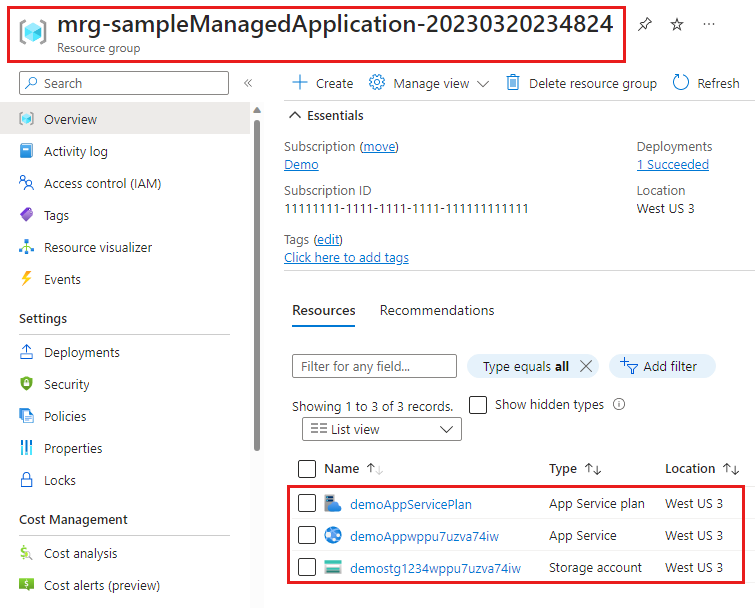 mrg-sampleManagedApplication-20230320234824
Resource group
Search
Overview
Activity log
Access control (IAM)
Tags
Resource visualizer
Events
Settings
Deployments
Security
Policies
Properties
Locks
Cost Management
Cost analysis
Cost alerts (preview)
Create Manage view Delete resource group Refresh
Essentials
Subscription (move) Deployments
Demo 1 Succeeded
Subscription ID Location
11111111-1111-1111-1111-111111111111 West US 3
Tags (edit)
Click here to add tags
Resources Recommendations
Filter for any field... Type equals all Add filter
Showing 1 to 3 of 3 records. Show hidden types
List view
Name Type Location
demoAppServicePlan App Service plan West US 3
demoAppwppu7uzva74iw App Service West US 3
demostg1234wppu7uzva74iw Storage account West US 3